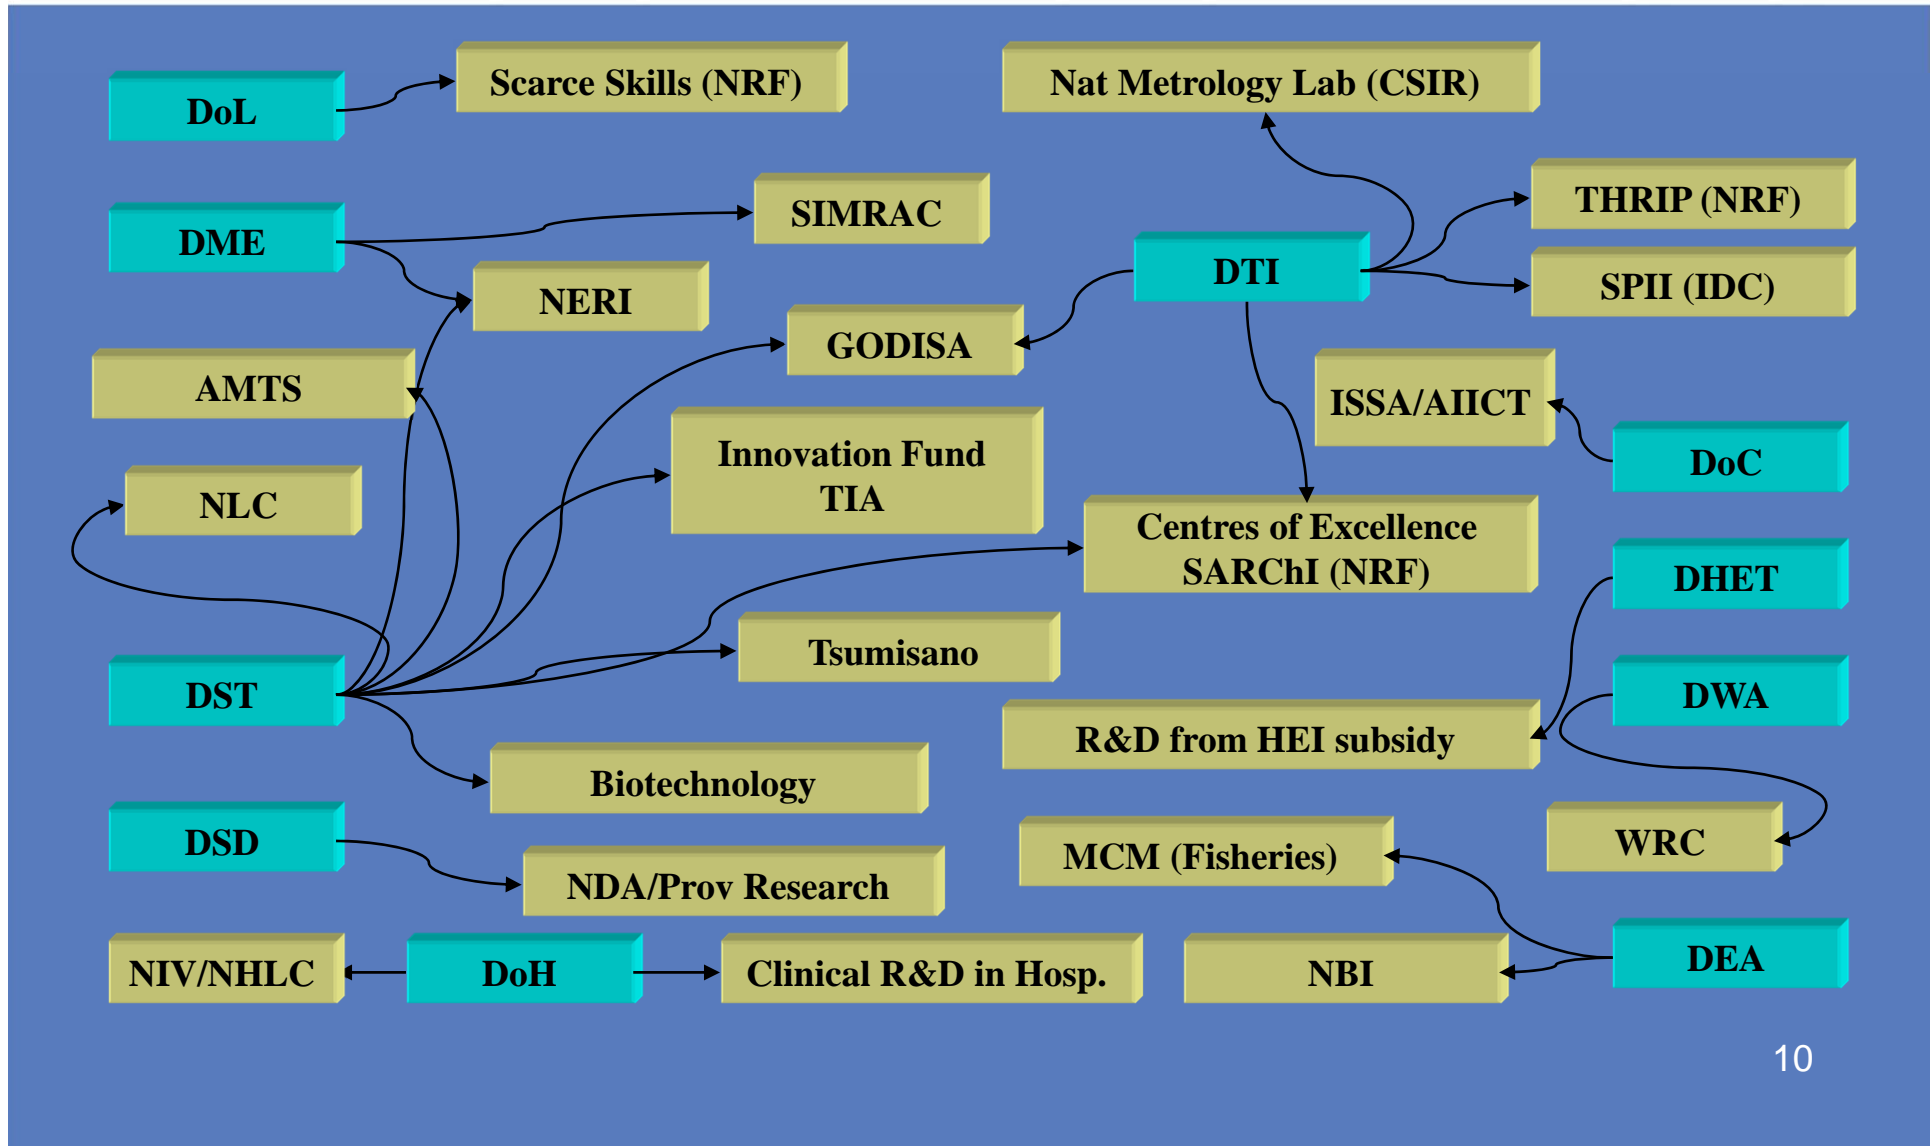 Scarce Skills (NRF)
Nat Metrology Lab (CSIR)
DoL
THRIP (NRF)
SIMRAC
DME
DTI
SPII (IDC)
NERI
GODISA
AMTS
ISSA/AIICT
Innovation Fund
TIA
DoC
NLC
Centres of Excellence
SARChI (NRF)
DHET
Tsumisano
DST
DWA
R&D from HEI subsidy
Biotechnology
DSD
MCM (Fisheries)
WRC
NDA/Prov Research
NIV/NHLC
DoH
Clinical R&D in Hosp.
NBI
DEA
10